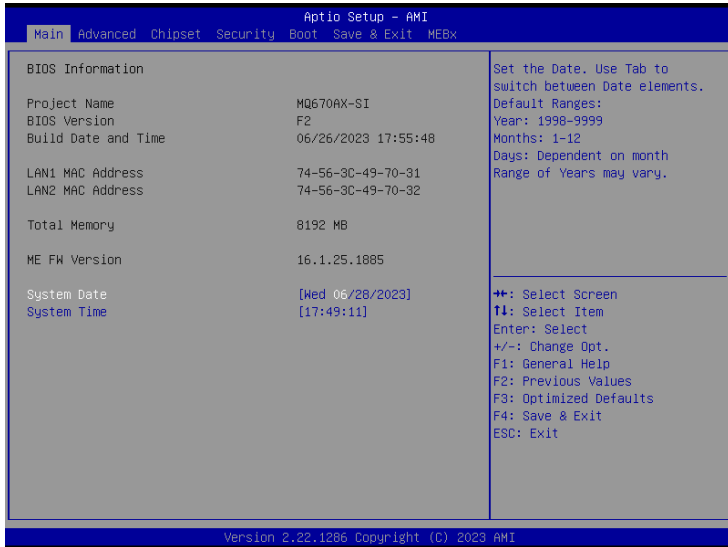 Aptio Setup – AMI
Main Advanced Chipset Security Boot Save & Exit MEBx
BIOS Information
Project Name MQ670AX-SI
BIOS Version F2
Build Date and Time 06/26/2023 17:55:48
LAN1 MAC Address 74-56-3C-49-70-31
LAN2 MAC Address 74-56-3C-49-70-32
Total Memory 8192 MB
ME FW Version 16.1.25.1885
System Date [Wed 06/28/2023]
System Time [17:49:11]
Set the Date. Use Tab to
switch between Date elements.
Default Ranges:
Year: 1998-9999
Months: 1-12
Days: Dependent on month
Range of Years may vary.
→←: Select Screen
↑↓: Select Item
Enter: Select
+/-: Change Opt.
F1: General Help
F2: Previous Values
F3: Optimized Defaults
F4: Save & Exit
ESC: Exit
Version 2.22.1286 Copyright (C) 2023 AMI